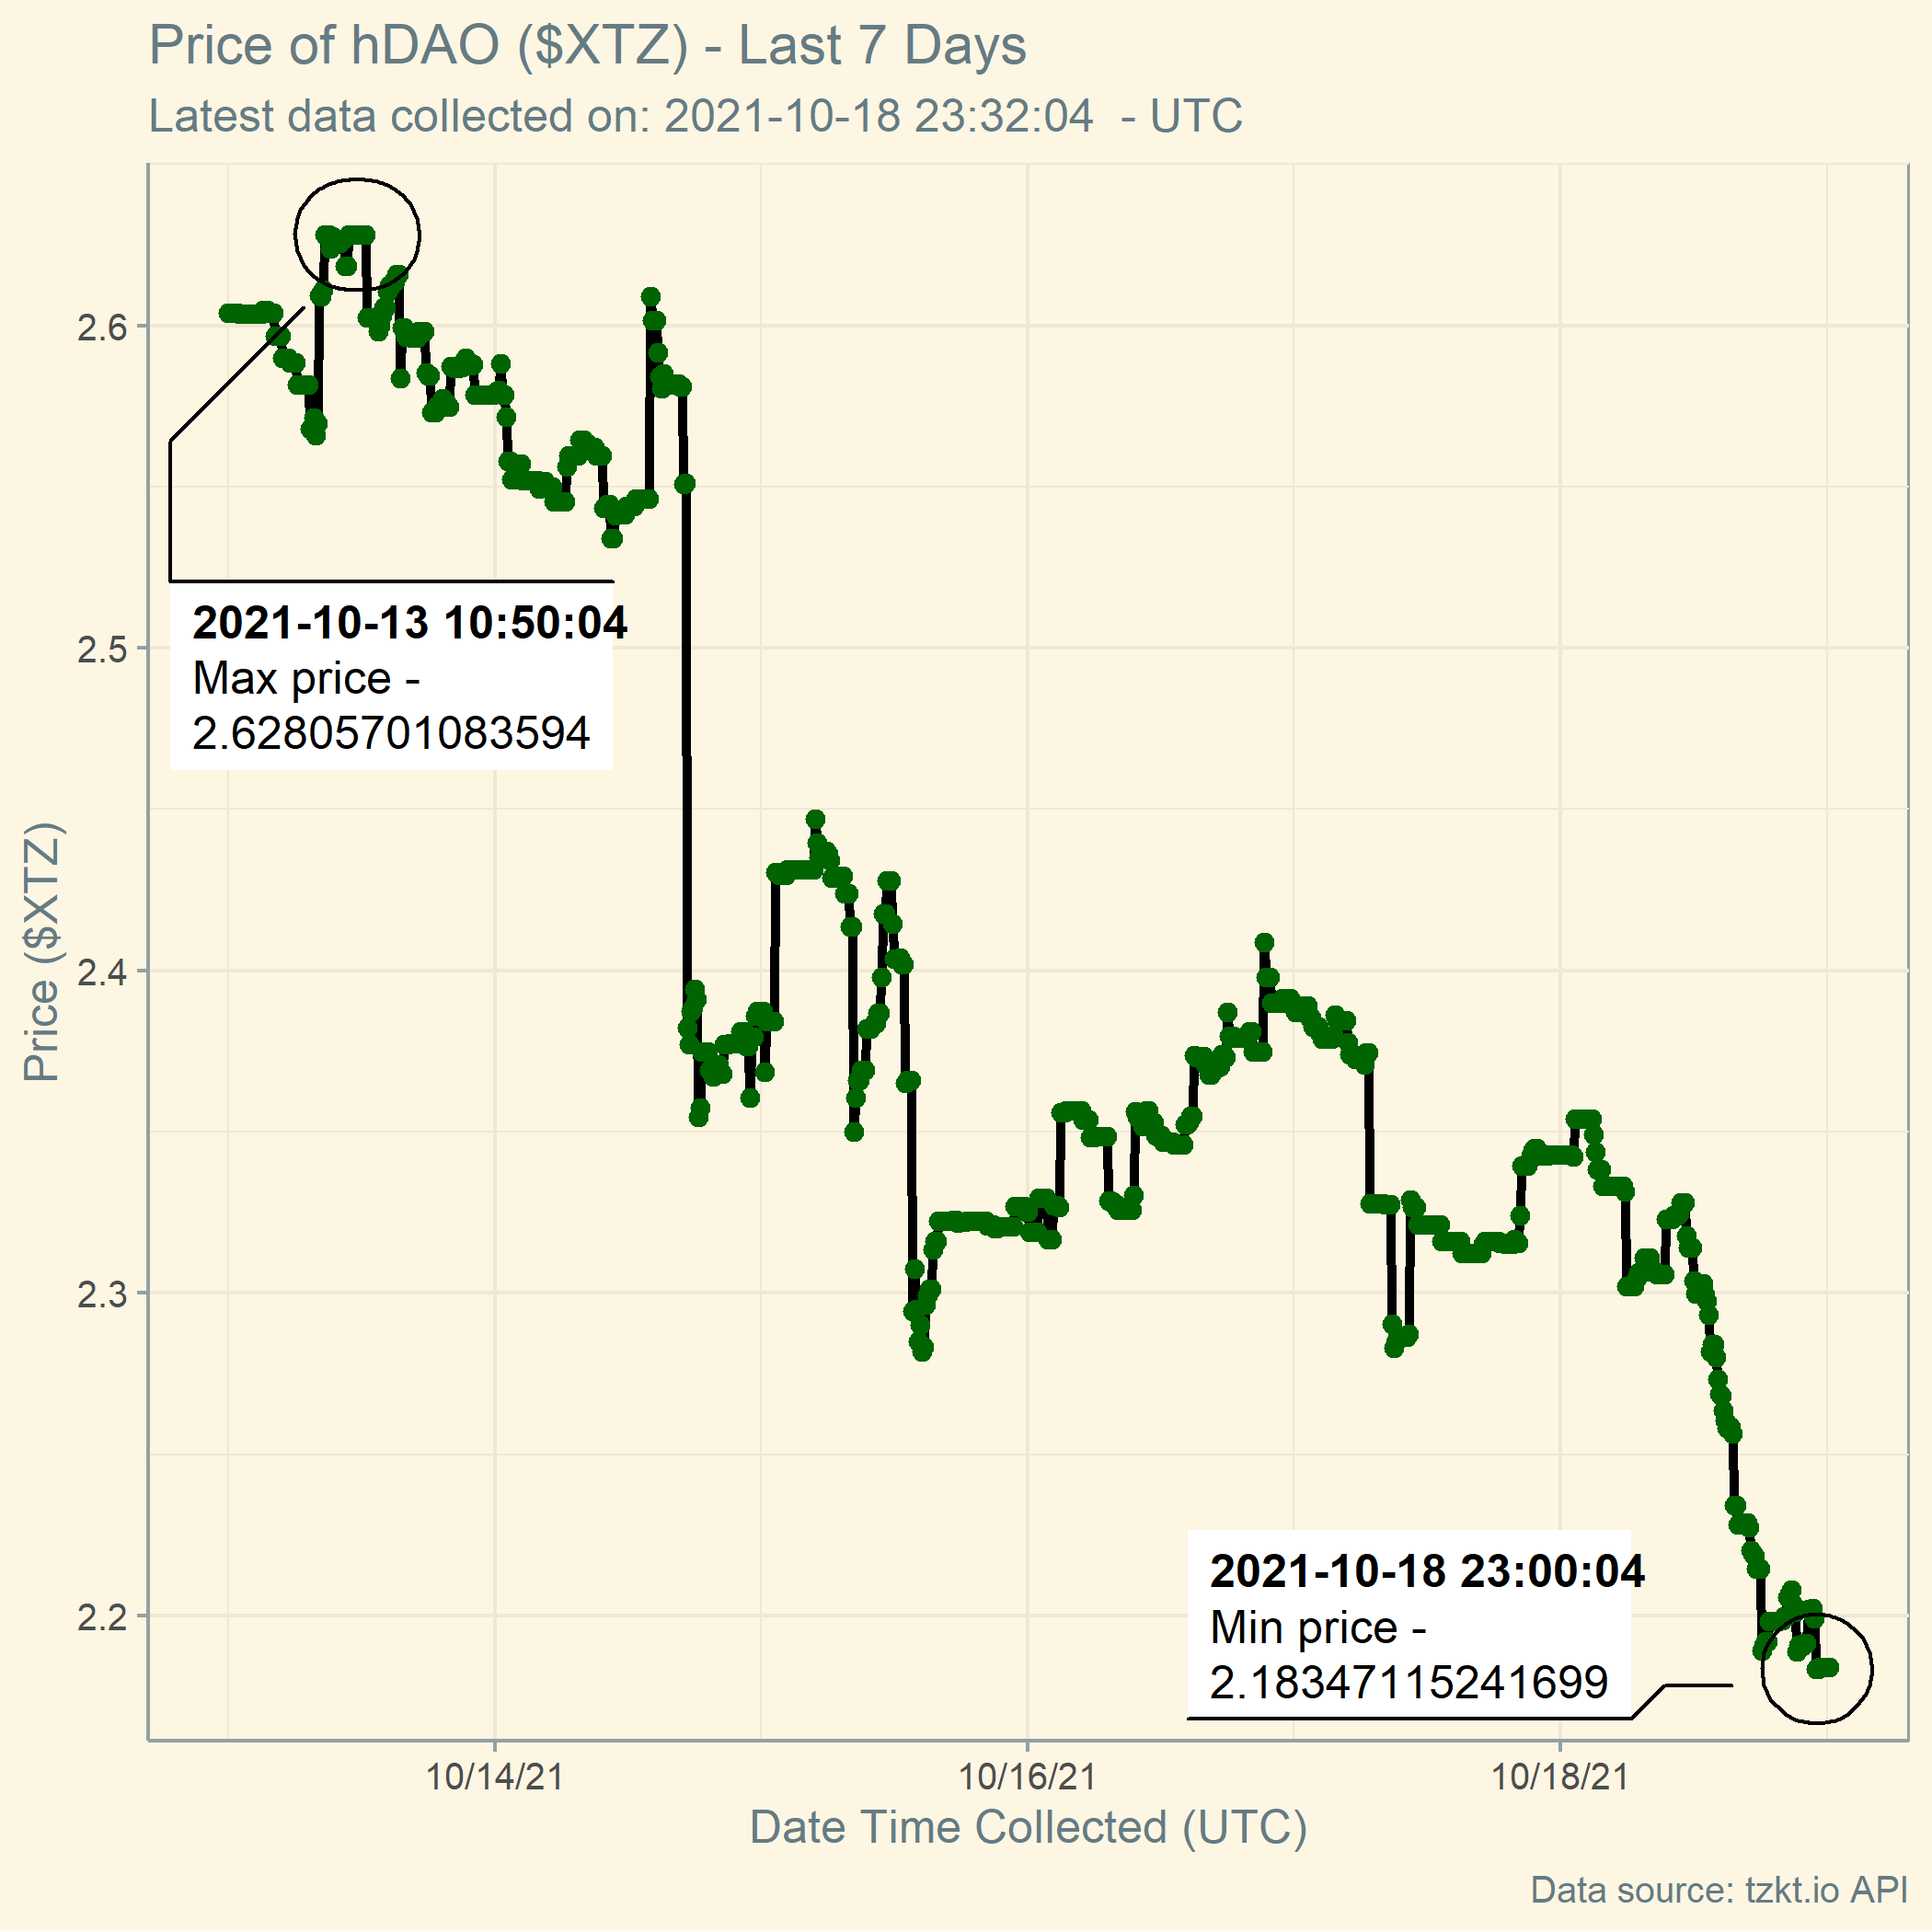 Price of hDAO ($XTZ) - Last 7 Days
Latest data collected on: 2021-10-18 23:32:04  - UTC
Price ($XTZ)
2.6
2.5
2.4
2.3
2.2
2021-10-13 10:50:04
Max price -
2.62805701083594
2021-10-18 23:00:04
Min price -
2.18347115241699
10/14/21
10/16/21
10/18/21
Date Time Collected (UTC)
Data source: tzkt.io API